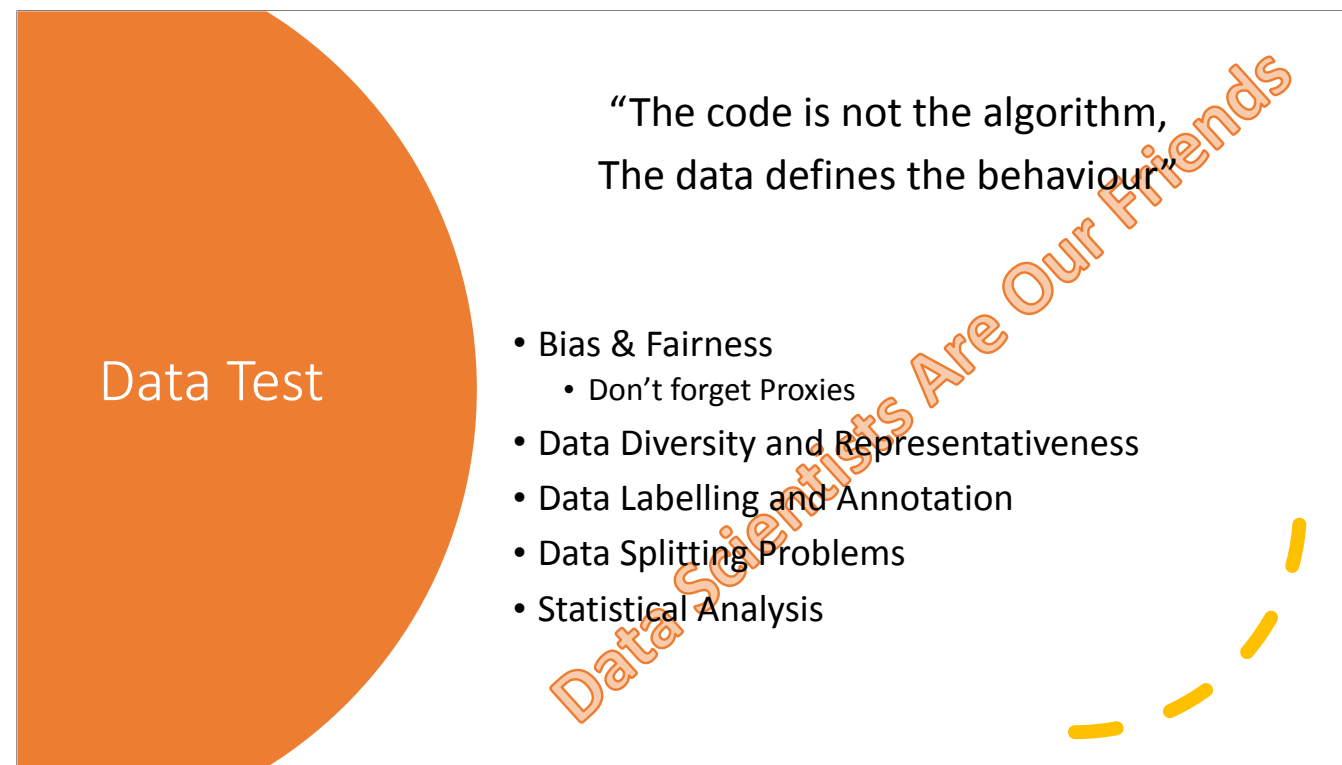 Data Test
“The code is not the algorithm,
The data defines the behaviour”
• Bias & Fairness
• Don’t forget Proxies
• Data Diversity and Representativeness
• Data Labelling and Annotation
• Data Splitting Problems
• Statistical Analysis
Data Scientists Are Our Friends